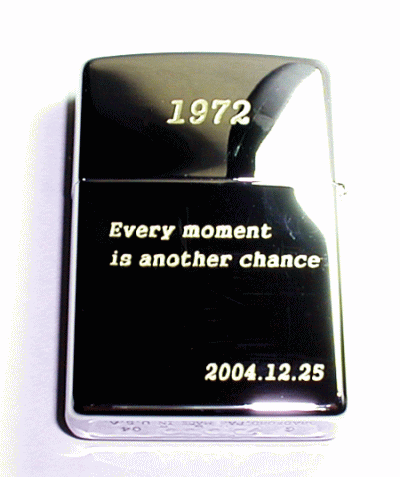 1972
Every moment
is another chance
2004.12.25